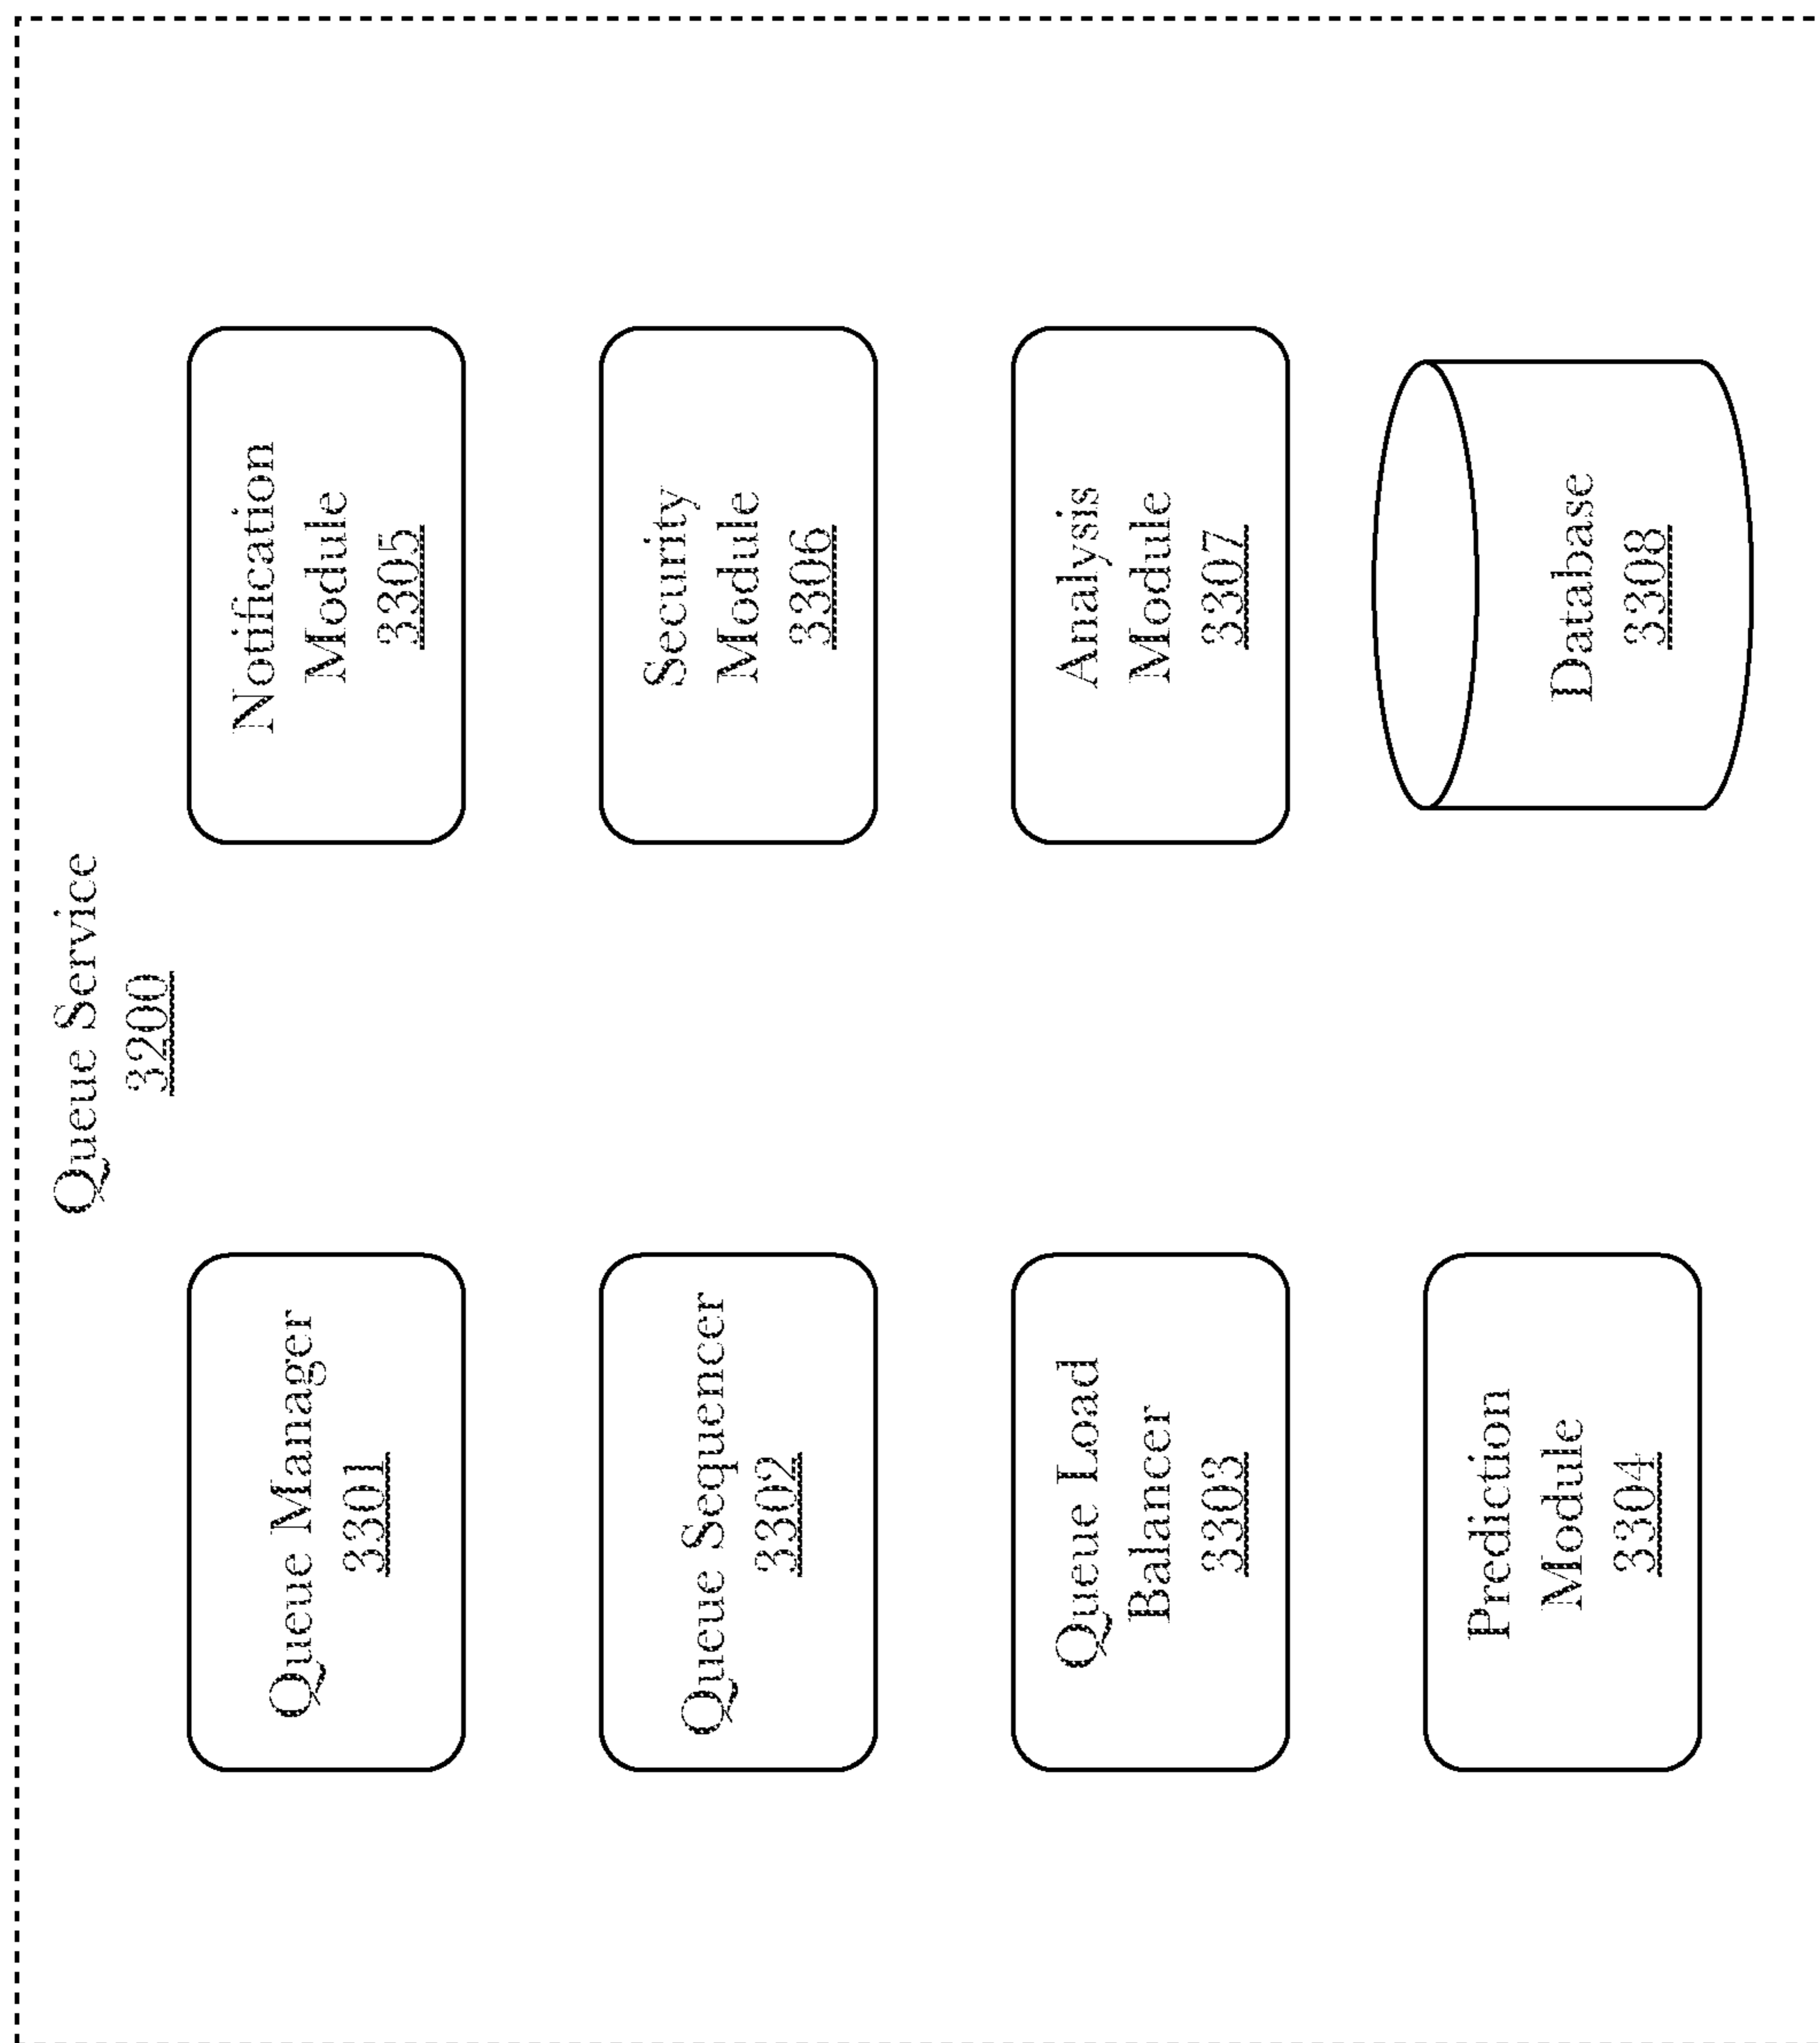 Queue Service
3200
Queue Manager
3301
Queue Sequencer
3302
Queue Load
Balancer
3303
Prediction
Module
3304
Notification
Module
3305
Security
Module
3306
Analysis
Module
3307
Database
3308